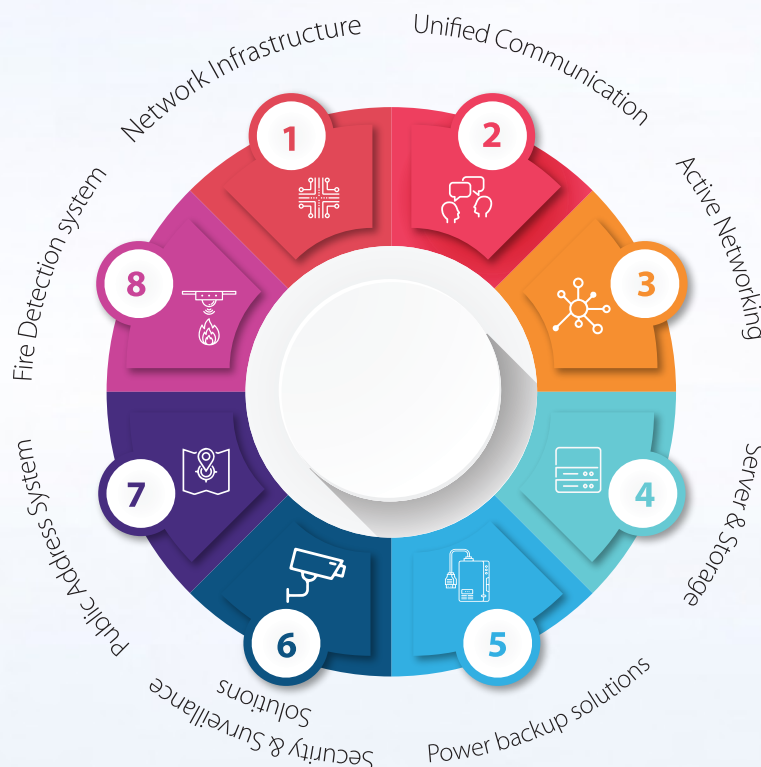 Network Infrastructure
1
Unified Communication
2
Active Networking
3
Server & Storage
4
Power backup solutions
5
Security & Surveillance
Solutions
6
Public Address System
7
Fire Detection system
8